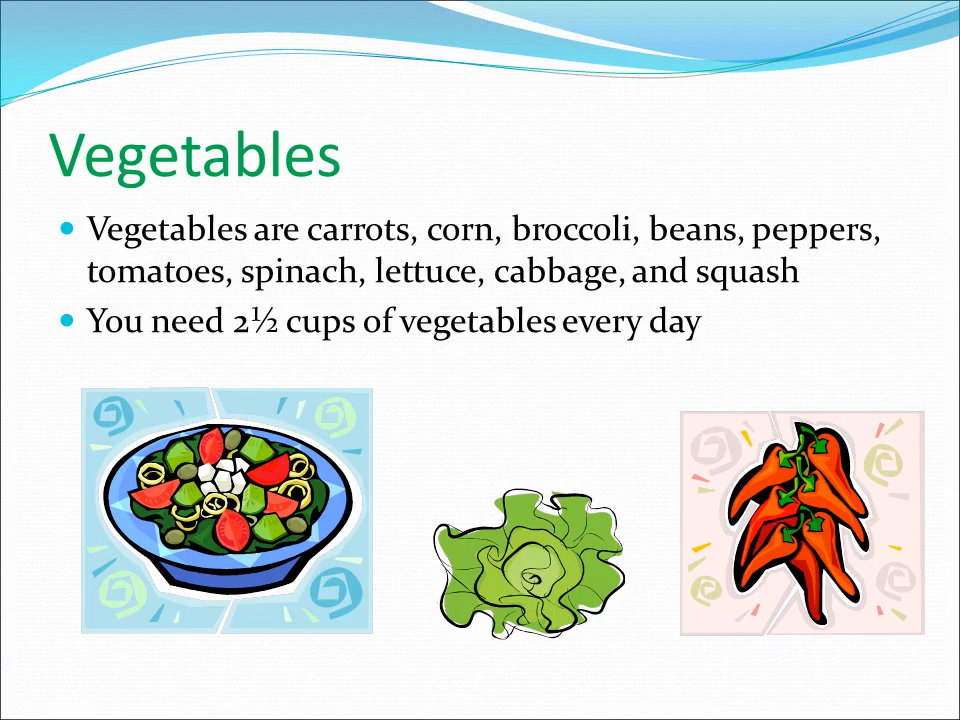 Vegetables
Vegetables are carrots, corn, broccoli, beans, peppers,
tomatoes, spinach, lettuce, cabbage, and squash
You need 2½ cups of vegetables every day